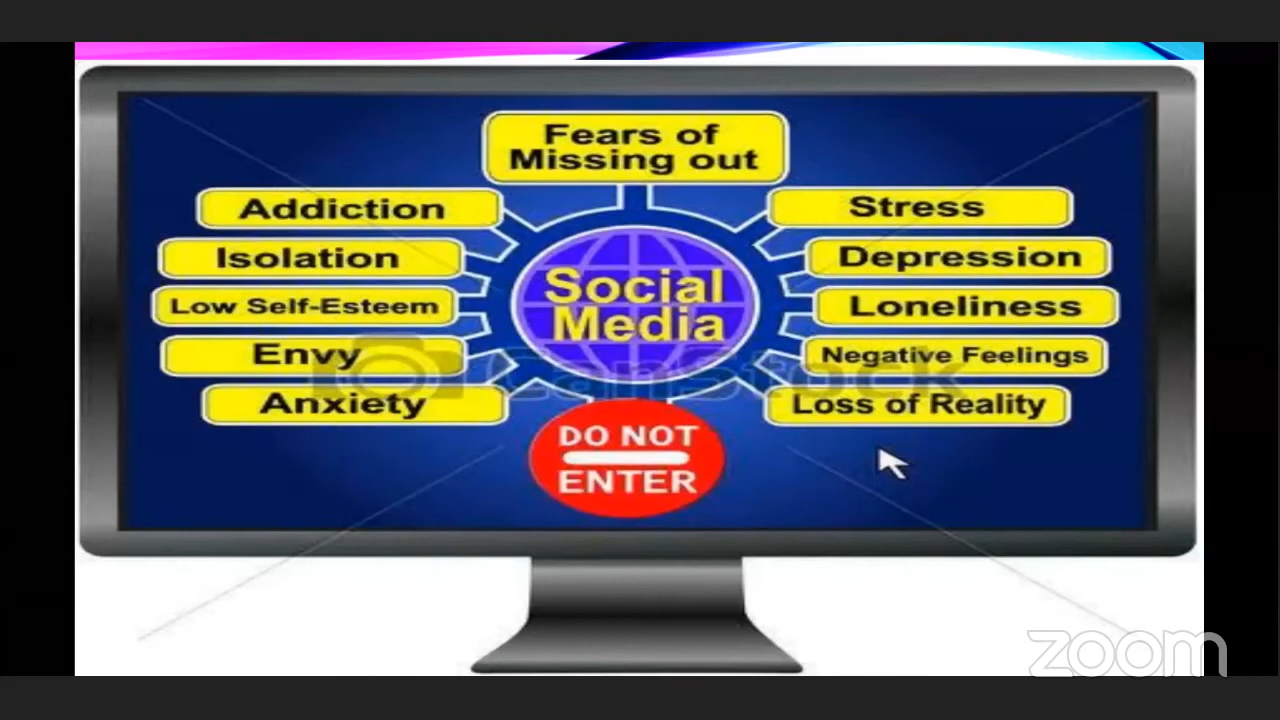 Fears of
Missing out
Addiction
Stress
Isolation
Depression
Social
Media
Low Self-Esteem
Loneliness
Envy
Negative Feelings
CanStock
Anxiety
Loss of Reality
DO NOT
ENTER
zoom